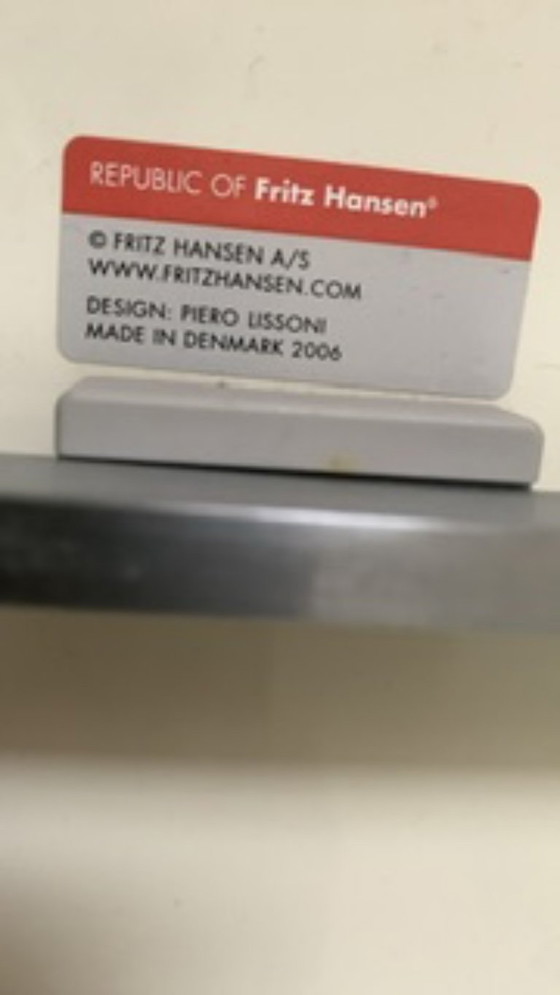 REPUBLIC OF Fritz Hansen®
© FRITZ HANSEN A/S
WWW.FRITZHANSEN.COM
DESIGN: PIERO LISSONI
MADE IN DENMARK 2006